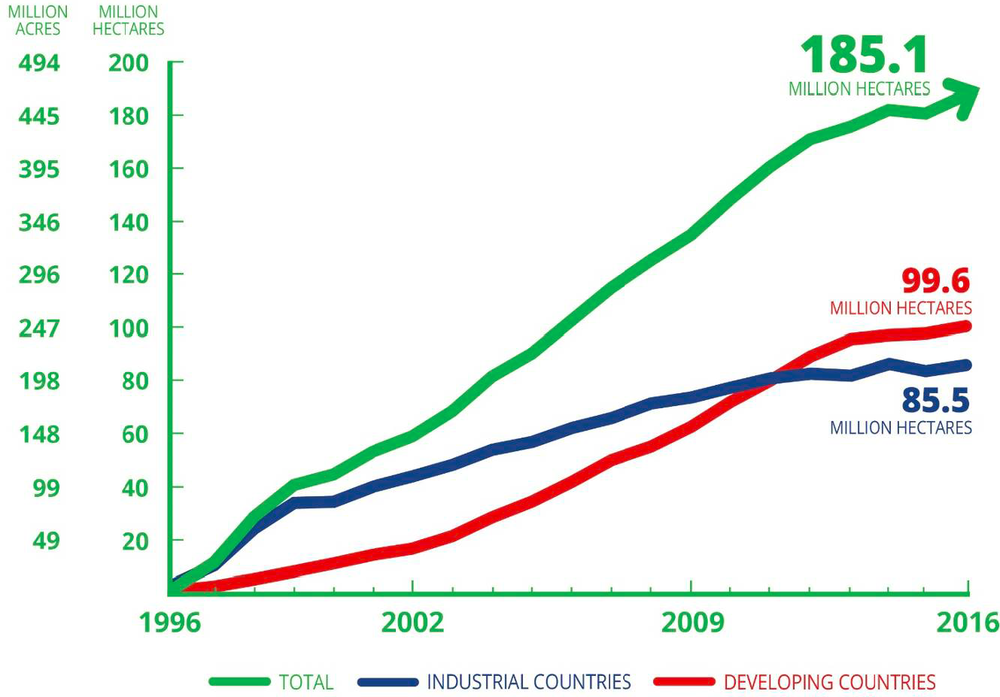 MILLION
ACRES
MILLION
HECTARES
494 200
445 180
395 160
346 140
296 120
247 100
198 80
148 60
99 40
49 20
185.1
MILLION HECTARES
99.6
MILLION HECTARES
85.5
MILLION HECTARES
1996 2002 2009 2016
TOTAL INDUSTRIAL COUNTRIES DEVELOPING COUNTRIES